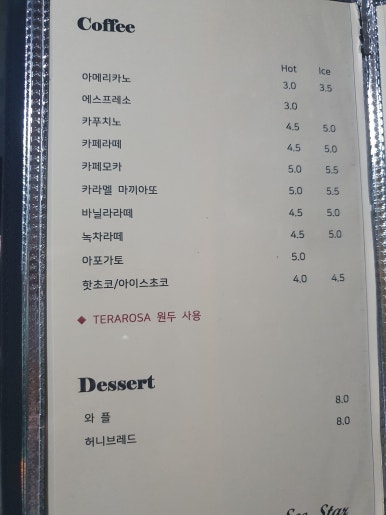 Coffee
Hot Ice
아메리카노 3.0 3.5
에스프레소 3.0
카푸치노 4.5 5.0
카페라떼 4.5 5.0
카페모카 5.0 5.5
카라멜 마끼아또 5.0 5.5
바닐라라떼 4.5 5.0
녹차라떼 4.5 5.0
아포가토 5.0
핫초코/아이스초코 4.0 4.5
◆ TERAROSA 원두 사용
Dessert
와 플 8.0
허니브레드 8.0
Star